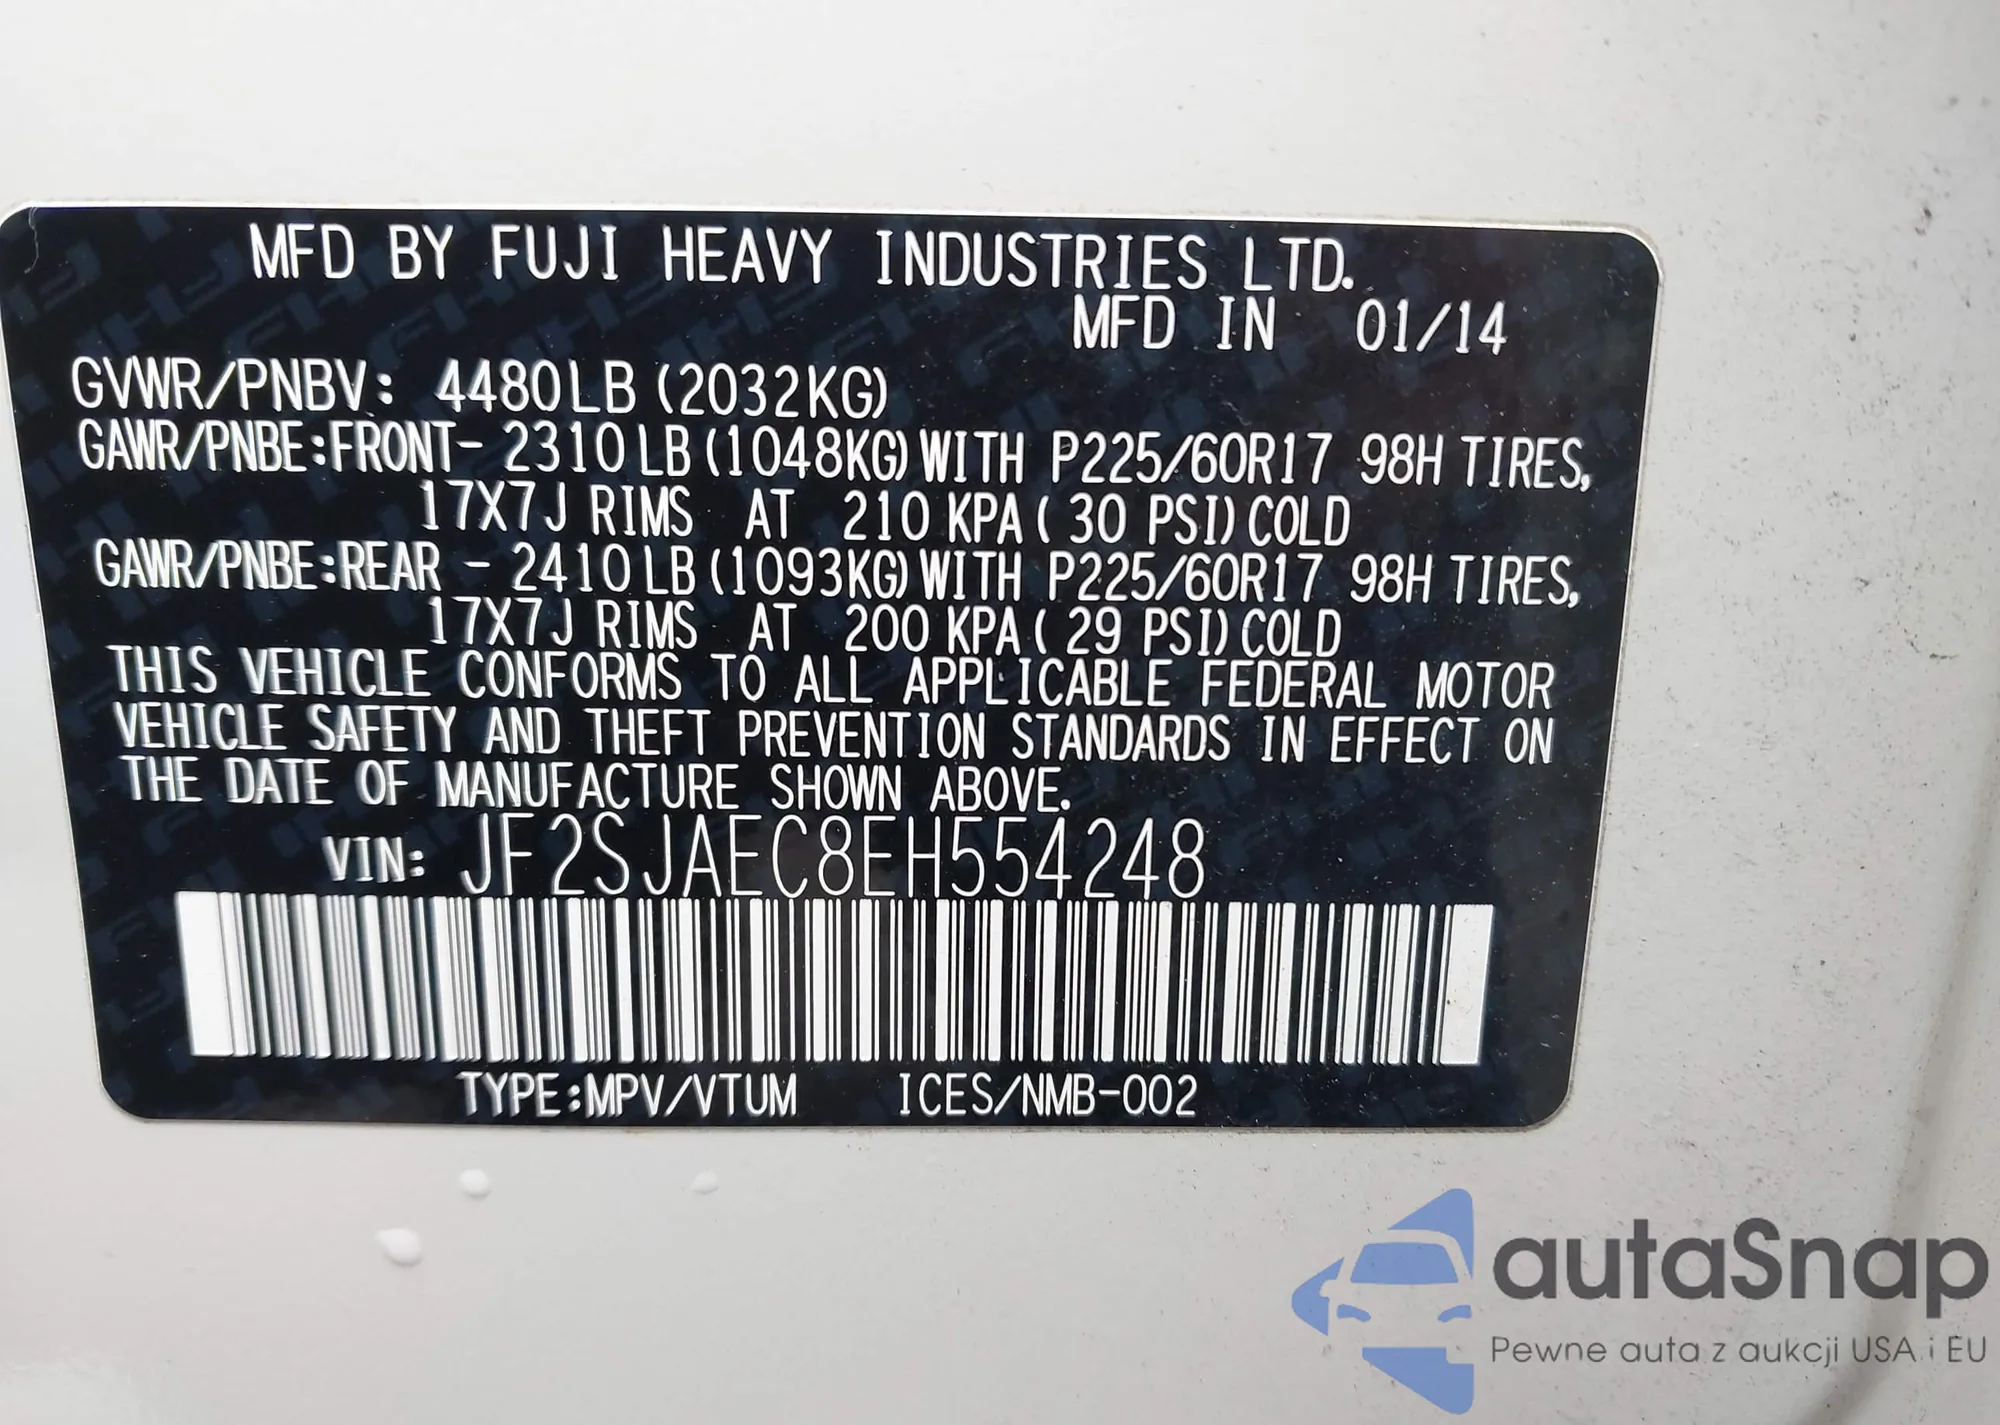 MFD BY FUJI HEAVY INDUSTRIES LTD.
MFD IN 01/14
GVWR/PNBV: 4480LB (2032KG)
GAWR/PNBE:FRONT- 2310LB (1048KG) WITH P225/60R17 98H TIRES,
17X7J RIMS AT 210 KPA ( 30 PSI) COLD
GAWR/PNBE:REAR - 2410LB (1093KG) WITH P225/60R17 98H TIRES,
17X7J RIMS AT 200 KPA ( 29 PSI) COLD
THIS VEHICLE CONFORMS TO ALL APPLICABLE FEDERAL MOTOR
VEHICLE SAFETY AND THEFT PREVENTION STANDARDS IN EFFECT ON
THE DATE OF MANUFACTURE SHOWN ABOVE.
VIN: JF2SJAEC8EH554248
TYPE:MPV/VTUM ICES/NMB-002
autaSnap
Pewne auta z aukcji USA i EU